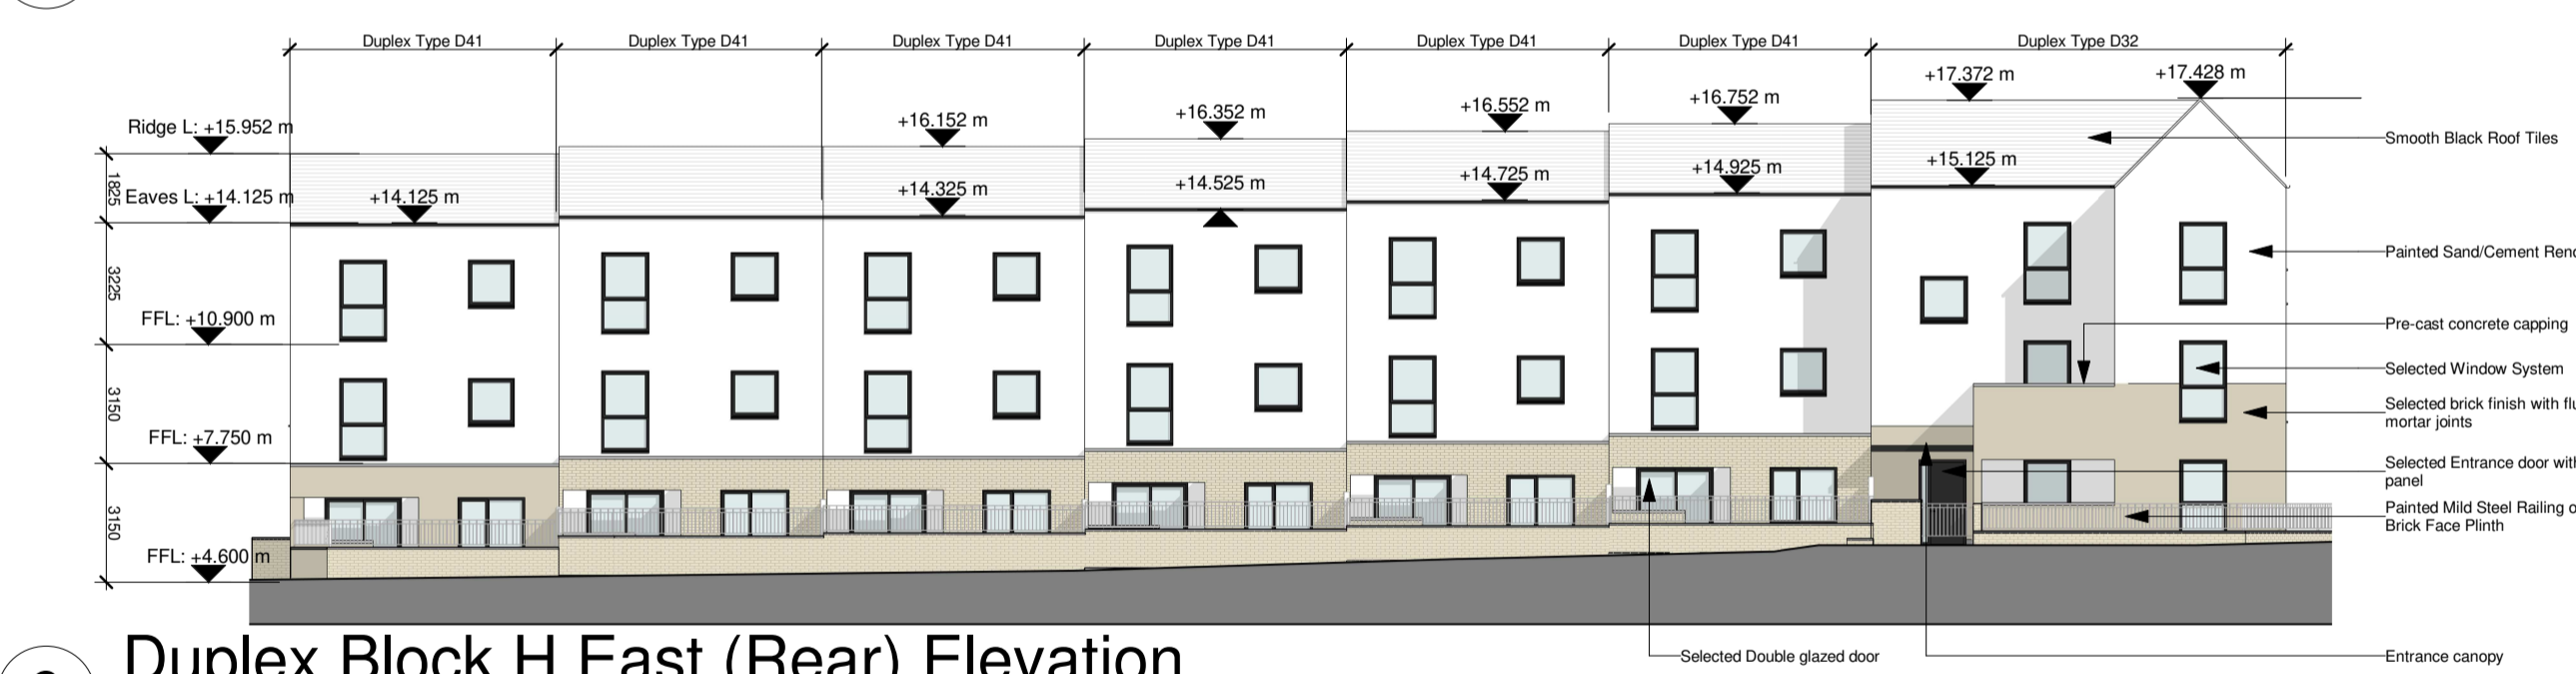 Duplex Type D41 Duplex Type D41 Duplex Type D41 Duplex Type D41 Duplex Type D41 Duplex Type D41 Duplex Type D32
+17.372 m +17.428 m
+16.752 m
+16.552 m
+16.352 m
+16.152 m
Ridge L: +15.952 m
Smooth Black Roof Tiles
+15.125 m
+14.925 m
+14.725 m
+14.525 m
+14.325 m
Eaves L: +14.125 m +14.125 m
1825
Painted Sand/Cement Rend
3225
FFL: +10.900 m
Pre-cast concrete capping
Selected Window System
3150
Selected brick finish with flu
mortar joints
FFL: +7.750 m
Selected Entrance door with
panel
3150
Painted Mild Steel Railing o
Brick Face Plinth
FFL: +4.600 m
Duplex Block H East (Rear) Elevation
Selected Double glazed door
Entrance canopy